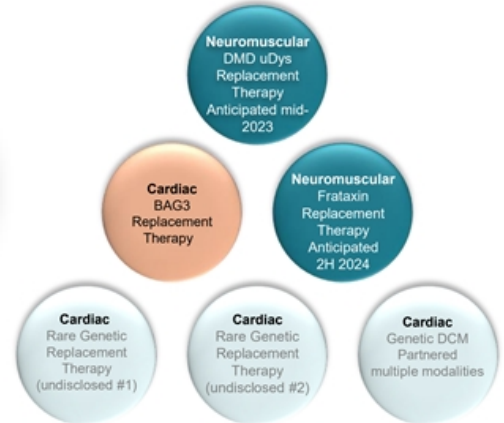 Neuromuscular
DMD uDys
Replacement
Therapy
Anticipated mid-
2023
Cardiac
BAG3
Replacement
Therapy
Neuromuscular
Frataxin
Replacement
Therapy
Anticipated
2H 2024
Cardiac
Rare Genetic
Replacement
Therapy
(undisclosed #1)
Cardiac
Rare Genetic
Replacement
Therapy
(undisclosed #2)
Cardiac
Genetic DCM
Partnered
multiple modalities